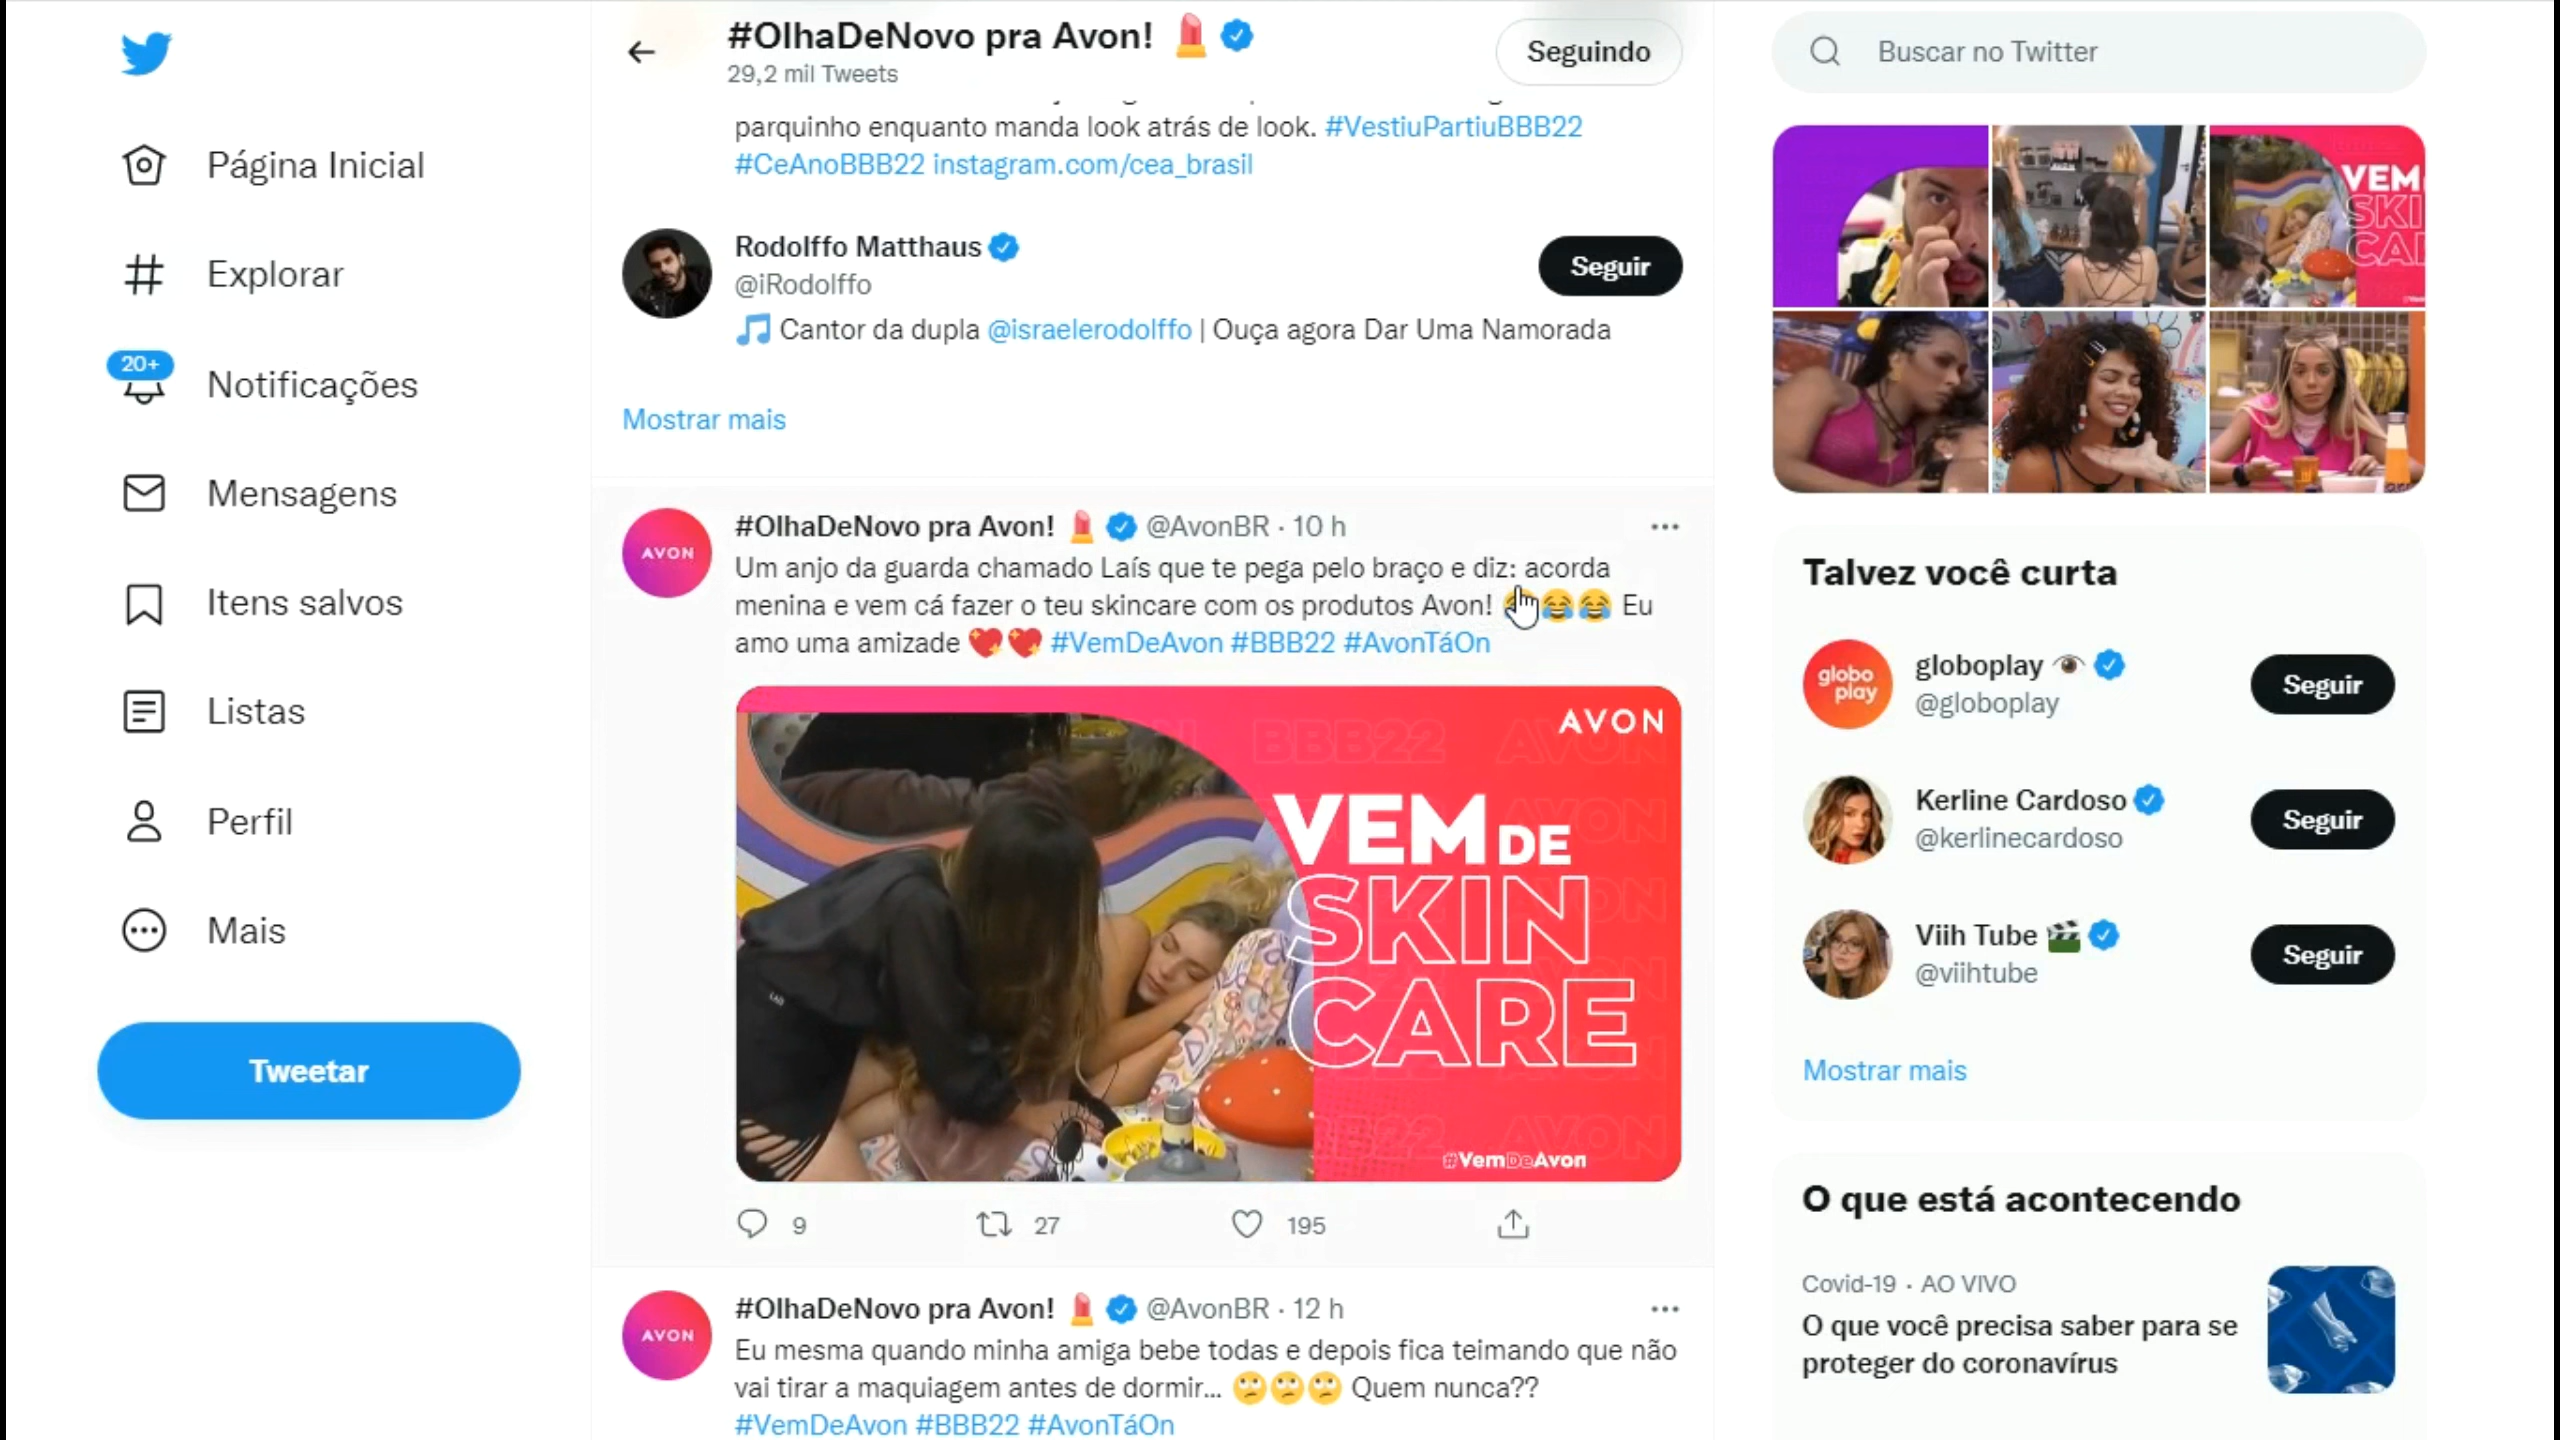 Página Inicial
Explorar
20+
Notificações
Mensagens
Itens salvos
Listas
Perfil
Mais
Tweetar
#OlhaDeNovo pra Avon! 💄
29,2 mil Tweets
Seguindo
parquinho enquanto manda look atrás de look. #VestiuPartiuBBB22
#CeAnoBBB22 instagram.com/cea_brasil
Rodolffo Matthaus
@iRodolffo
Seguir
🎵 Cantor da dupla @israelerodolffo | Ouça agora Dar Uma Namorada
Mostrar mais
AVON
#OlhaDeNovo pra Avon! 💄 @AvonBR · 10 h
Um anjo da guarda chamado Laís que te pega pelo braço e diz: acorda
menina e vem cá fazer o teu skincare com os produtos Avon! 😂😂😂 Eu
amo uma amizade 💖💖 #VemDeAvon #BBB22 #AvonTáOn
AVON
BBB22 AVON
VEM DE
SKIN
CARE
#VemDeAvon
9 27 195
AVON
#OlhaDeNovo pra Avon! 💄 @AvonBR · 12 h
Eu mesma quando minha amiga bebe todas e depois fica teimando que não
vai tirar a maquiagem antes de dormir... 🙄🙄🙄 Quem nunca??
#VemDeAvon #BBB22 #AvonTáOn
Buscar no Twitter
VEM
SKI
CAR
Talvez você curta
globo
play
globoplay 👁
@globoplay
Seguir
Kerline Cardoso
@kerlinecardoso
Seguir
Viih Tube 🎬
@viihtube
Seguir
Mostrar mais
O que está acontecendo
Covid-19 · AO VIVO
O que você precisa saber para se
proteger do coronavírus